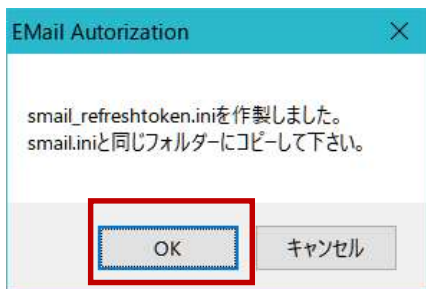 EMail Autorization
smail_refreshtoken.iniを作製しました。
smail.iniと同じフォルダーにコピーして下さい。
OK
キャンセル